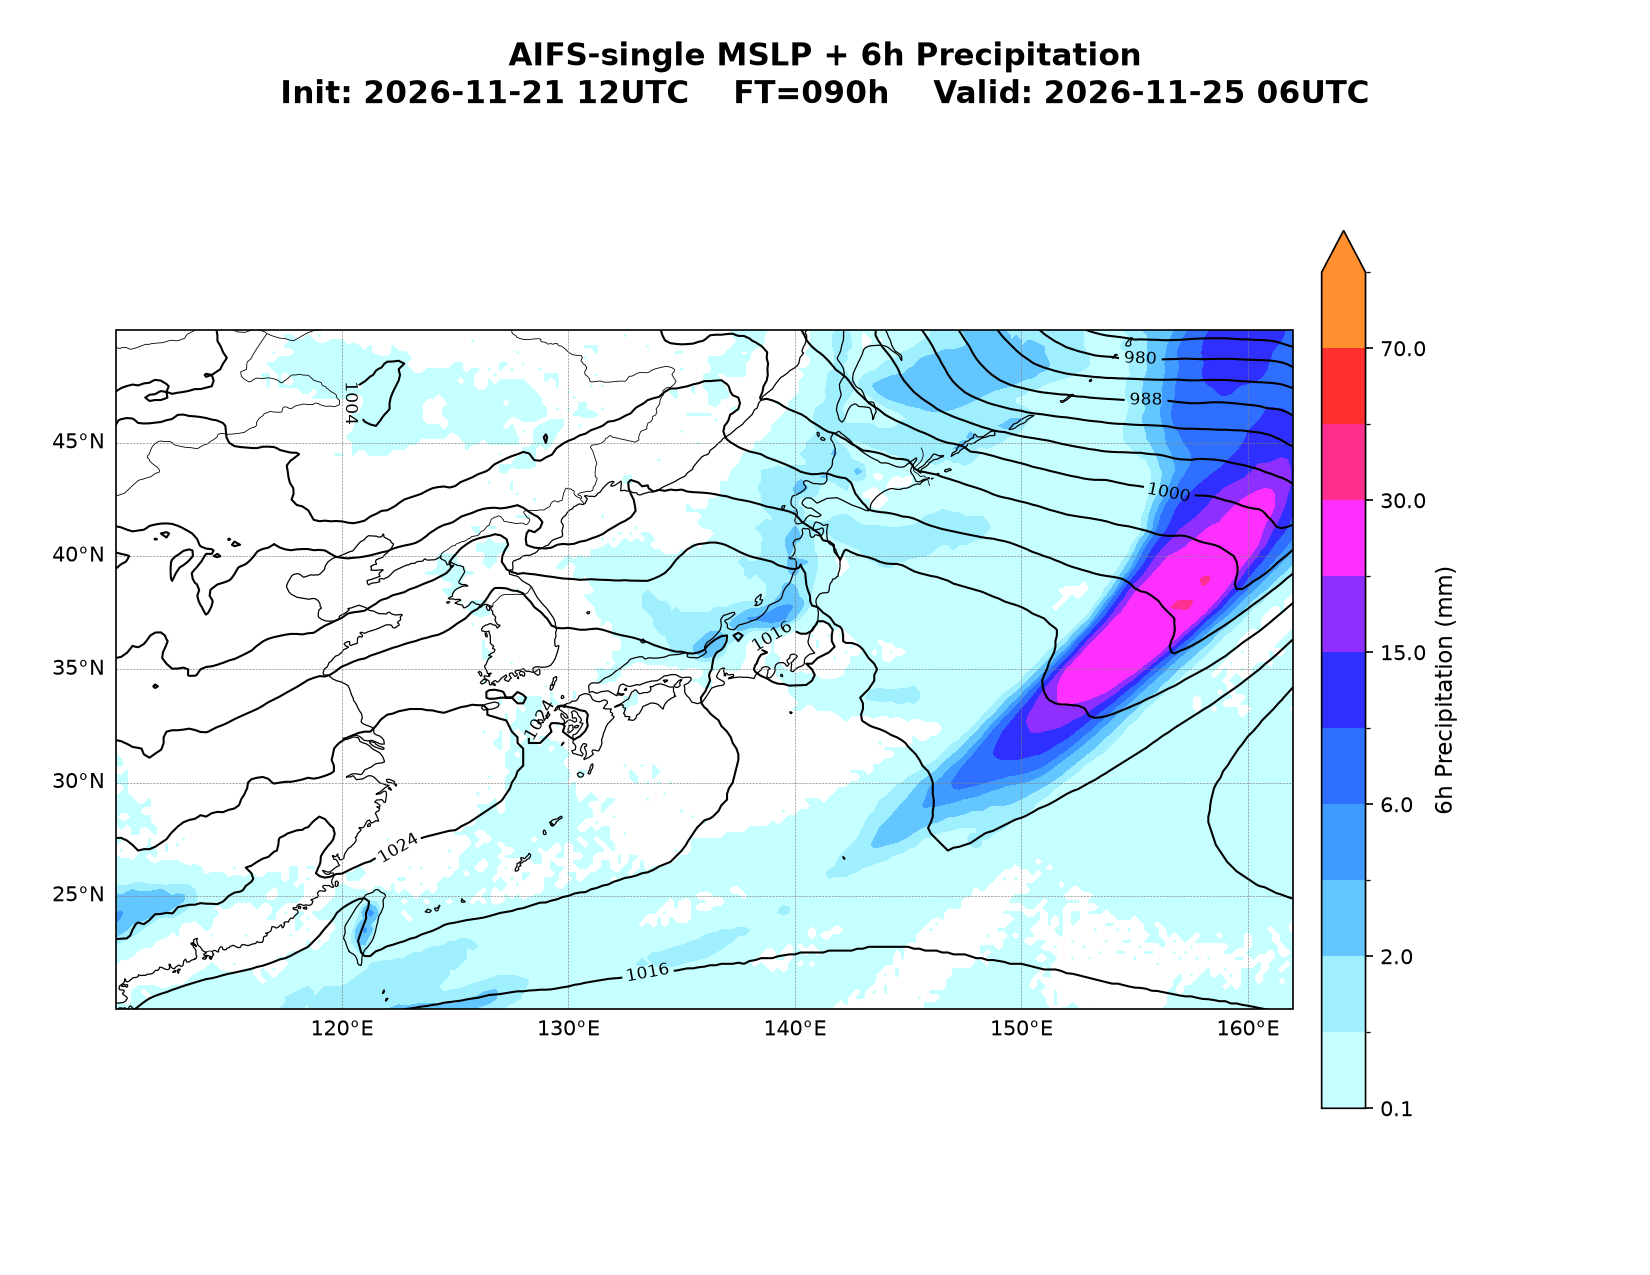 AIFS-single MSLP + 6h Precipitation
Init: 2026-11-21 12UTC    FT=090h    Valid: 2026-11-25 06UTC
980
1004
988
45°N
1000
40°N
1016
35°N
1024
30°N
1024
25°N
1016
120°E
130°E
140°E
150°E
160°E
70.0
30.0
15.0
6.0
2.0
0.1
6h Precipitation (mm)